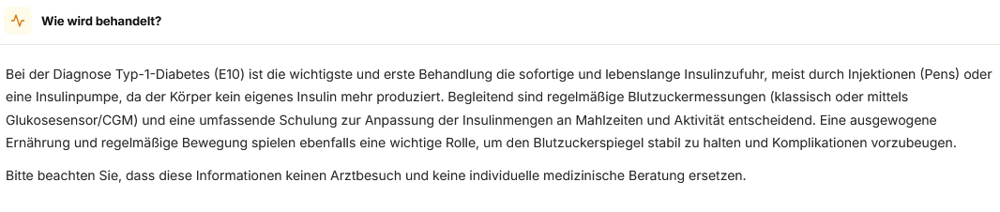 Wie wird behandelt?
Bei der Diagnose Typ-1-Diabetes (E10) ist die wichtigste und erste Behandlung die sofortige und lebenslange Insulinzufuhr, meist durch Injektionen (Pens) oder
eine Insulinpumpe, da der Körper kein eigenes Insulin mehr produziert. Begleitend sind regelmäßige Blutzuckermessungen (klassisch oder mittels
Glukosesensor/CGM) und eine umfassende Schulung zur Anpassung der Insulinmengen an Mahlzeiten und Aktivität entscheidend. Eine ausgewogene
Ernährung und regelmäßige Bewegung spielen ebenfalls eine wichtige Rolle, um den Blutzuckerspiegel stabil zu halten und Komplikationen vorzubeugen.
Bitte beachten Sie, dass diese Informationen keinen Arztbesuch und keine individuelle medizinische Beratung ersetzen.